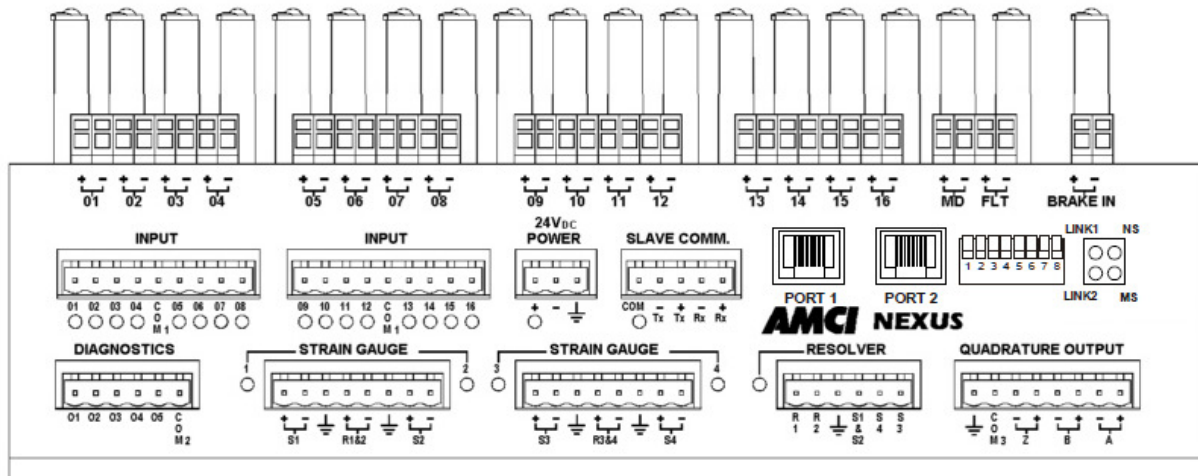 + - + - + - + - + - + - + - + - + - + - + - + - + - + - + - + - + - + - + -
01 02 03 04 05 06 07 08 09 10 11 12 13 14 15 16 MD FLT BRAKE IN
INPUT INPUT 24VDC POWER SLAVE COMM. LINK1 NS
1 2 3 4 5 6 7 8
01 02 03 04 COM1 05 06 07 08
09 10 11 12 COM1 13 14 15 16
+ -
COM - Tx + Tx - Rx + Rx
PORT 1 PORT 2 LINK2 MS
AMCI NEXUS
DIAGNOSTICS
01 02 03 04 05 COM2
1 STRAIN GAUGE 2
+ - + - + -
S1 R1&2 S2
3 STRAIN GAUGE 4
+ - + - + -
S3 R3&4 S4
RESOLVER
R1 R2 S1&S2 S4 S3
QUADRATURE OUTPUT
COM3 - + - + - +
Z B A